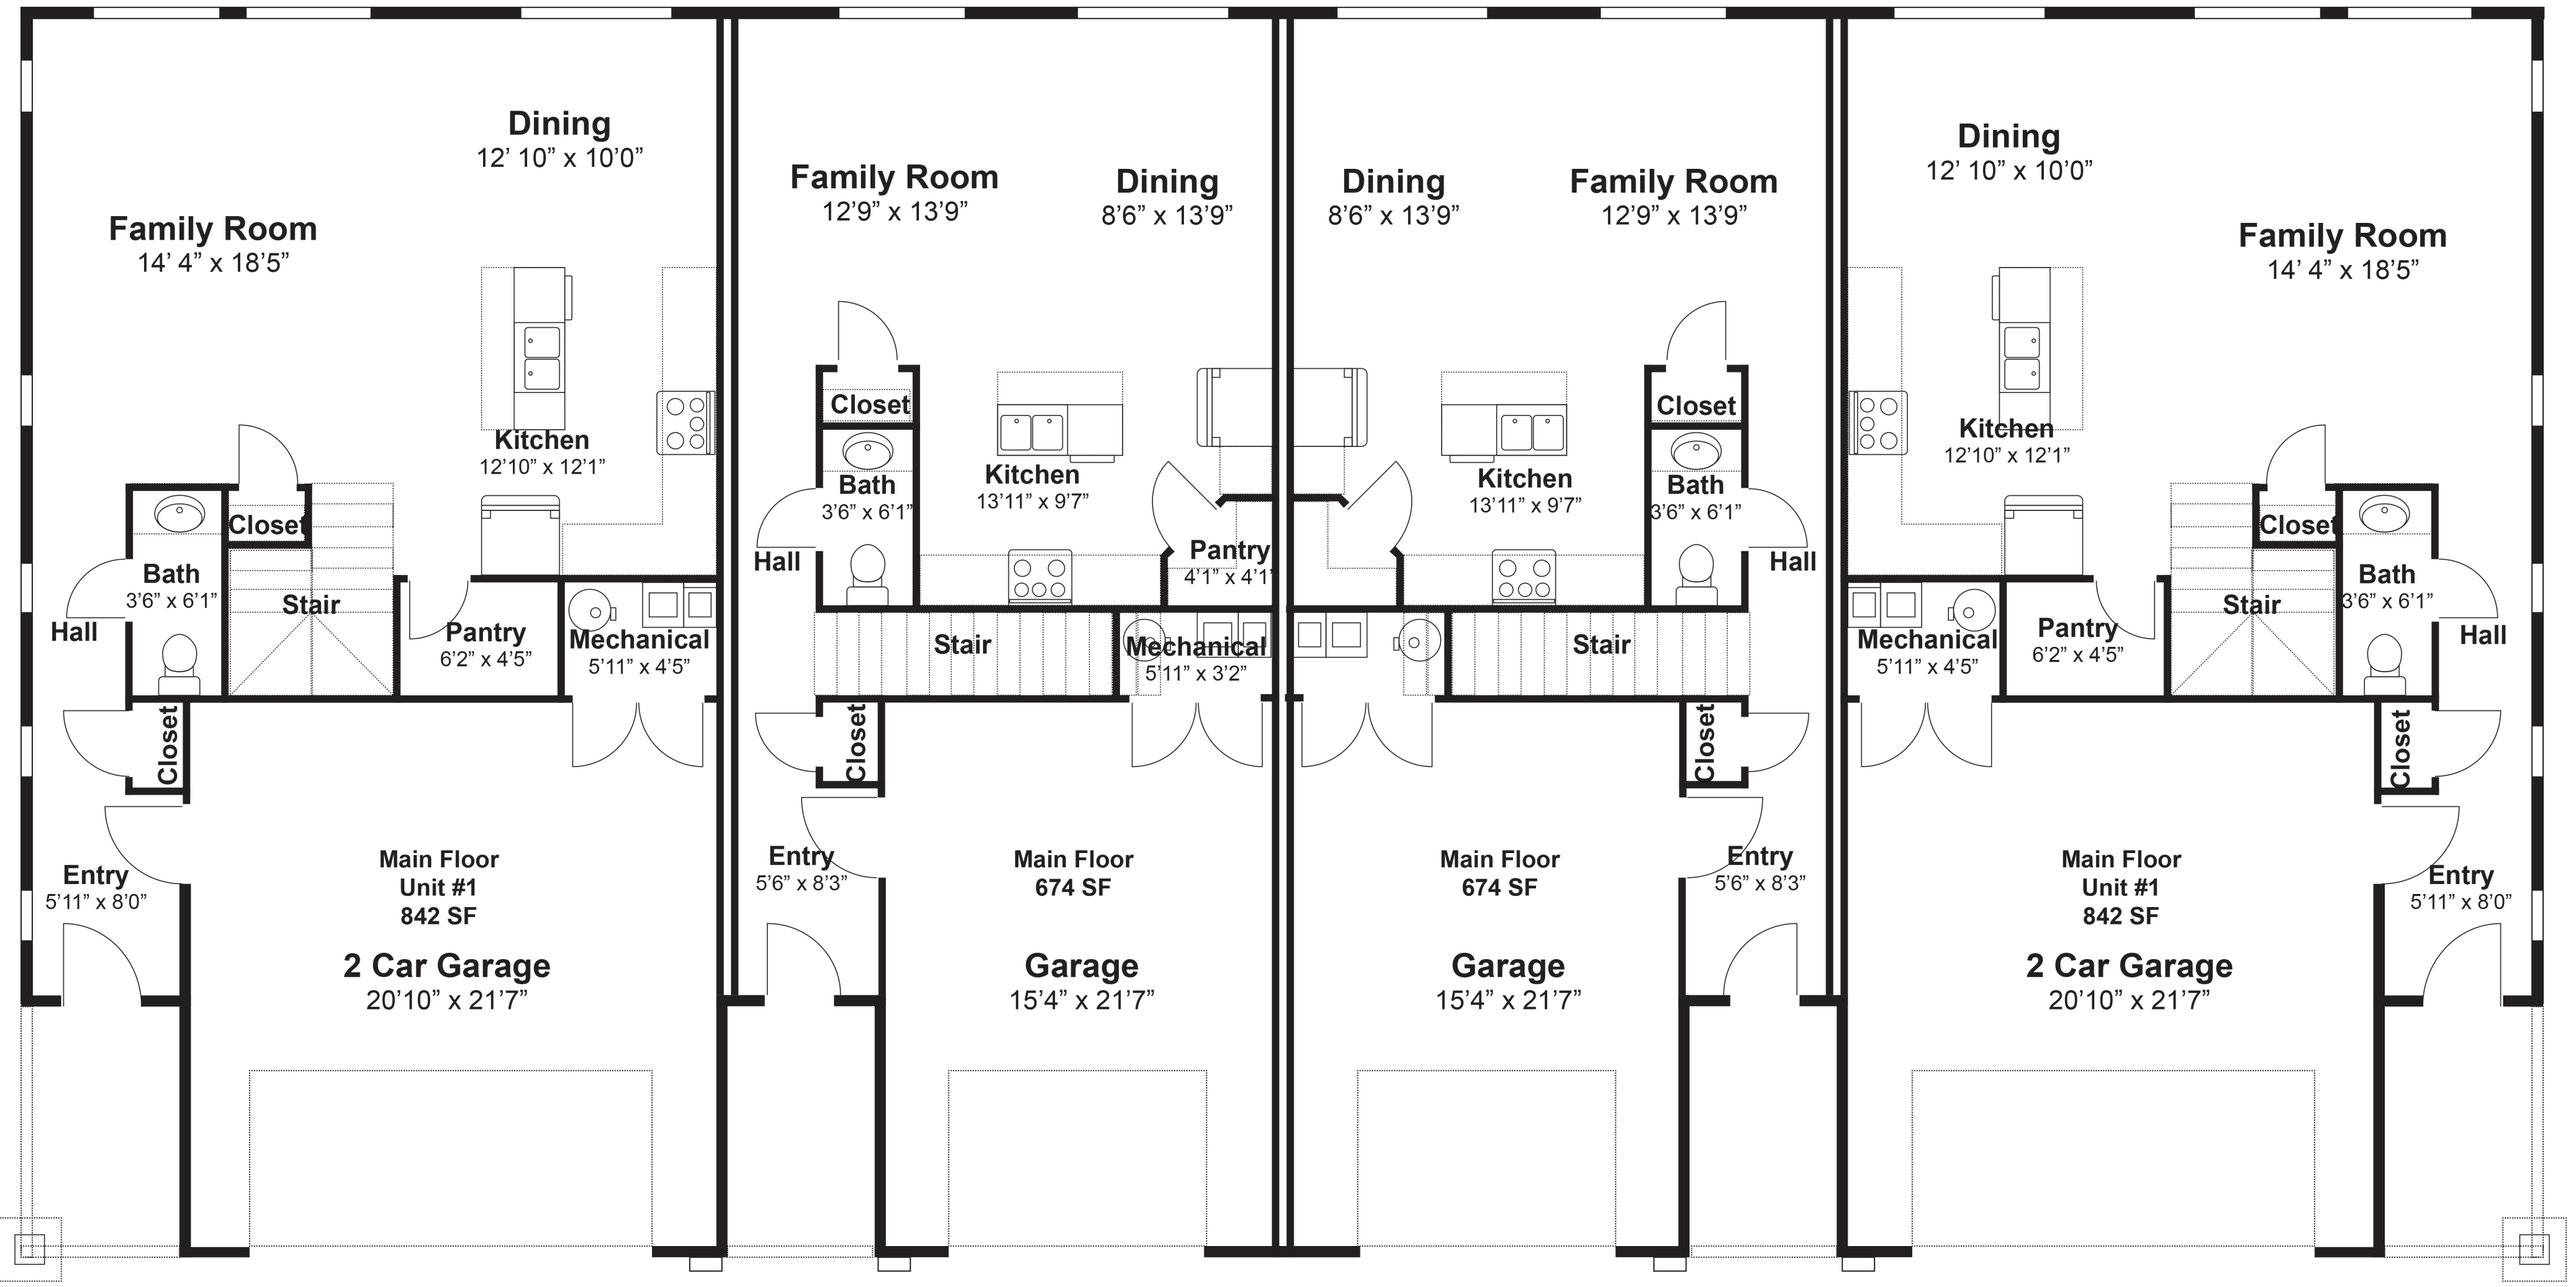 Dining
12’ 10” x 10’0”
Family Room
14’ 4” x 18’5”
Kitchen
12’10” x 12’1”
Closet
Bath
3’6” x 6’1”
Stair
Hall
Pantry
6’2” x 4’5”
Mechanical
5’11” x 4’5”
Closet
Entry
5’11” x 8’0”
Main Floor
Unit #1
842 SF
2 Car Garage
20’10” x 21’7”
Family Room
12’9” x 13’9”
Dining
8’6” x 13’9”
Closet
Kitchen
13’11” x 9’7”
Bath
3’6” x 6’1”
Hall
Pantry
4’1” x 4’1’
Stair
Mechanical
5’11” x 3’2”
Closet
Entry
5’6” x 8’3”
Main Floor
674 SF
Garage
15’4” x 21’7”
Dining
8’6” x 13’9”
Family Room
12’9” x 13’9”
Closet
Kitchen
13’11” x 9’7”
Bath
3’6” x 6’1”
Hall
Stair
Closet
Entry
5’6” x 8’3”
Main Floor
674 SF
Garage
15’4” x 21’7”
Dining
12’ 10” x 10’0”
Family Room
14’ 4” x 18’5”
Kitchen
12’10” x 12’1”
Closet
Bath
3’6” x 6’1”
Stair
Hall
Mechanical
5’11” x 4’5”
Pantry
6’2” x 4’5”
Closet
Main Floor
Unit #1
842 SF
Entry
5’11” x 8’0”
2 Car Garage
20’10” x 21’7”